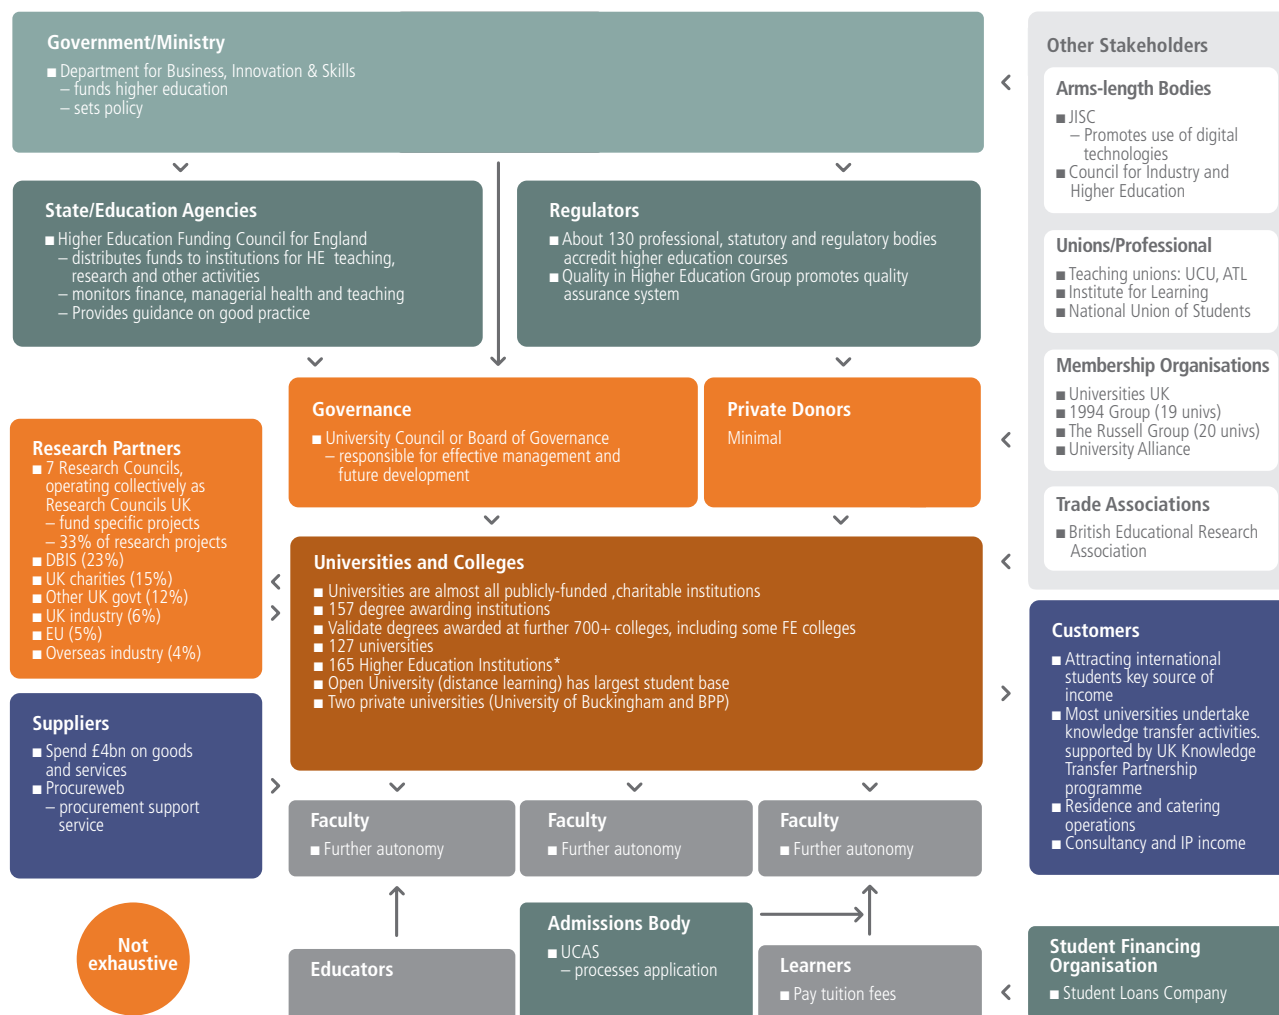 Government/Ministry
■ Department for Business, Innovation & Skills
– funds higher education
– sets policy
State/Education Agencies
■ Higher Education Funding Council for England
– distributes funds to institutions for HE teaching,
research and other activities
– monitors finance, managerial health and teaching
– Provides guidance on good practice
Regulators
■ About 130 professional, statutory and regulatory bodies
accredit higher education courses
■ Quality in Higher Education Group promotes quality
assurance system
Governance
■ University Council or Board of Governance
– responsible for effective management and
future development
Private Donors
Minimal
Research Partners
■ 7 Research Councils,
operating collectively as
Research Councils UK
– fund specific projects
– 33% of research projects
■ DBIS (23%)
■ UK charities (15%)
■ Other UK govt (12%)
■ UK industry (6%)
■ EU (5%)
■ Overseas industry (4%)
Universities and Colleges
■ Universities are almost all publicly-funded ,charitable institutions
■ 157 degree awarding institutions
■ Validate degrees awarded at further 700+ colleges, including some FE colleges
■ 127 universities
■ 165 Higher Education Institutions*
■ Open University (distance learning) has largest student base
■ Two private universities (University of Buckingham and BPP)
Suppliers
■ Spend £4bn on goods
and services
■ Procureweb
– procurement support
service
Faculty
■ Further autonomy
Faculty
■ Further autonomy
Faculty
■ Further autonomy
Not
exhaustive
Educators
Admissions Body
■ UCAS
– processes application
Learners
■ Pay tuition fees
Other Stakeholders
Arms-length Bodies
■ JISC
– Promotes use of digital
technologies
■ Council for Industry and
Higher Education
Unions/Professional
■ Teaching unions: UCU, ATL
■ Institute for Learning
■ National Union of Students
Membership Organisations
■ Universities UK
■ 1994 Group (19 univs)
■ The Russell Group (20 univs)
■ University Alliance
Trade Associations
■ British Educational Research
Association
Customers
■ Attracting international
students key source of
income
■ Most universities undertake
knowledge transfer activities.
supported by UK Knowledge
Transfer Partnership
programme
■ Residence and catering
operations
■ Consultancy and IP income
Student Financing
Organisation
■ Student Loans Company